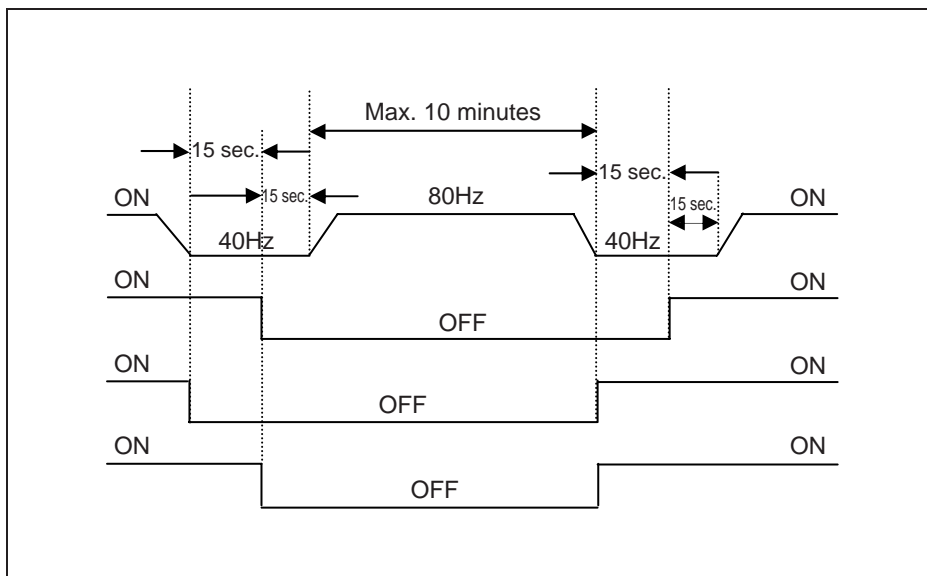 Max. 10 minutes
15 sec.
15 sec.
15 sec.
15 sec.
ON
80Hz
ON
40Hz
40Hz
ON
ON
OFF
ON
ON
OFF
ON
ON
OFF